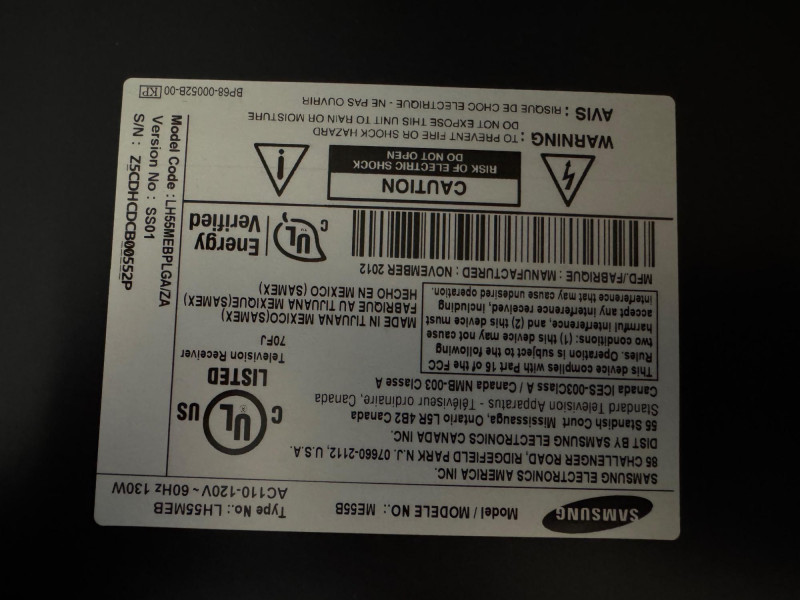 SAMSUNG
Model / MODELE NO.: ME55B
Type No.: LH55MEB
AC110-120V ~ 60Hz 130W
SAMSUNG ELECTRONICS AMERICA INC.
85 CHALLENGER ROAD, RIDGEFIELD PARK N.J. 07660-2112, U.S.A.
DIST BY SAMSUNG ELECTRONICS CANADA INC.
55 Standish Court, Mississauga, Ontario L5R 4B2 Canada
Standard Television Apparatus - Téléviseur ordinaire, Canada
Canada ICES-003Class A / Canada NMB-003 Classe A
C UL US
LISTED
Television Receiver
70FJ
This device complies with Part 15 of the FCC
Rules. Operation is subject to the following
two conditions: (1) this device may not cause
harmful interference, and (2) this device must
accept any interference received, including
interference that may cause undesired operation.
MADE IN TIJUANA MEXICO(SAMEX)
FABRIQUE AU TIJUANA MEXIQUE(SAMEX)
HECHO EN MEXICO (SAMEX)
MFD./FABRIQUE : MANUFACTURED : NOVEMBER 2012
C UL
Energy
Verified
CAUTION
RISK OF ELECTRIC SHOCK
DO NOT OPEN
WARNING : TO PREVENT FIRE OR SHOCK HAZARD
DO NOT EXPOSE THIS UNIT TO RAIN OR MOISTURE
AVIS : RISQUE DE CHOC ELECTRIQUE - NE PAS OUVRIR
BP68-00052B-00 KP
Model Code : LH55MEBPLGA/ZA
Version No : SS01
S/N : Z5CDHCDCB00552P